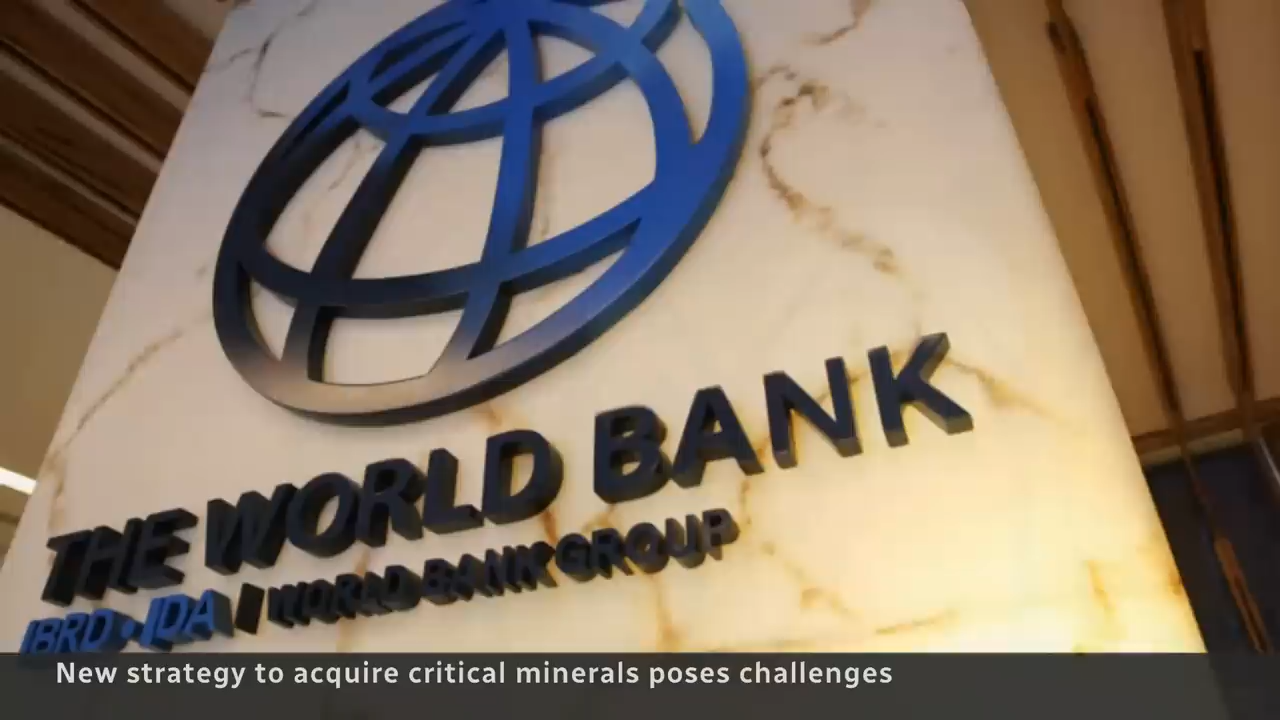 THE WORLD BANK
IBRD • IDA | WORLD BANK GROUP
New strategy to acquire critical minerals poses challenges